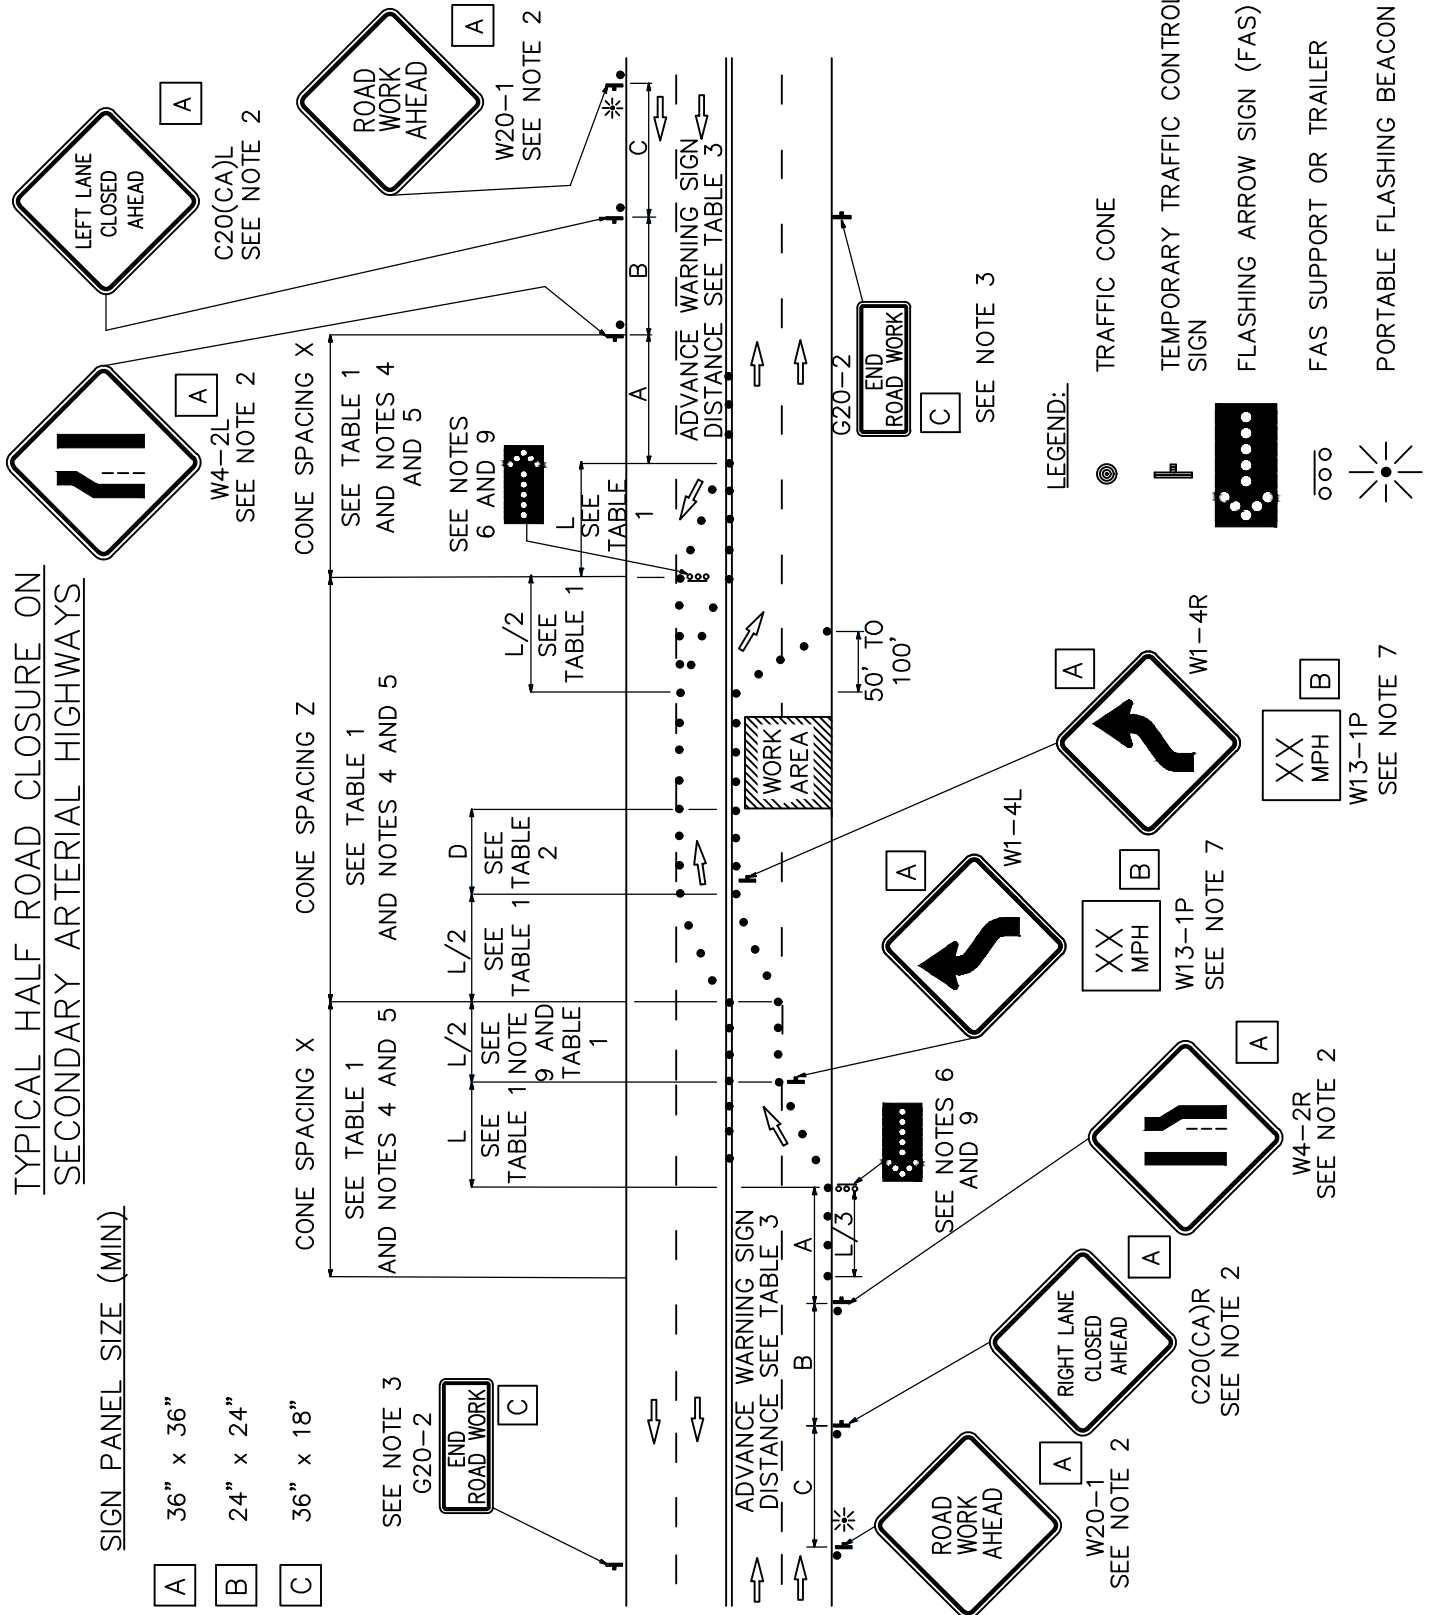 TYPICAL HALF ROAD CLOSURE ON
SECONDARY ARTERIAL HIGHWAYS
SIGN PANEL SIZE (MIN)
A 36" x 36"
B 24" x 24"
C 36" x 18"
SEE NOTE 3
G20-2
END
ROAD WORK
C
CONE SPACING X
SEE TABLE 1
AND NOTES 4 AND 5
CONE SPACING Z
SEE TABLE 1
AND NOTES 4 AND 5
CONE SPACING X
SEE TABLE 1
AND NOTES 4
AND 5
L
SEE
TABLE 1
L/2
SEE
NOTE
9 AND
TABLE
1
L/2
SEE
TABLE 1
D
SEE
TABLE
2
L/2
SEE
TABLE 1
L
SEE
TABLE
1
SEE NOTES
6 AND 9
W4-2L
SEE NOTE 2
A
LEFT LANE
CLOSED
AHEAD
A
C20(CA)L
SEE NOTE 2
ROAD
WORK
AHEAD
A
W20-1
SEE NOTE 2
A
B
C
ADVANCE WARNING SIGN
DISTANCE SEE TABLE 3
ADVANCE WARNING SIGN
DISTANCE SEE TABLE 3
C
B
A
L/3
WORK
AREA
50' TO
100'
G20-2
END
ROAD WORK
C
SEE NOTE 3
SEE NOTES 6
AND 9
ROAD
WORK
AHEAD
A
W20-1
SEE NOTE 2
RIGHT LANE
CLOSED
AHEAD
A
C20(CA)R
SEE NOTE 2
A
W4-2R
SEE NOTE 2
A
W1-4L
XX
MPH
B
W13-1P
SEE NOTE 7
A
W1-4R
XX
MPH
B
W13-1P
SEE NOTE 7
LEGEND:
TRAFFIC CONE
TEMPORARY TRAFFIC CONTROL
SIGN
FLASHING ARROW SIGN (FAS)
FAS SUPPORT OR TRAILER
PORTABLE FLASHING BEACON